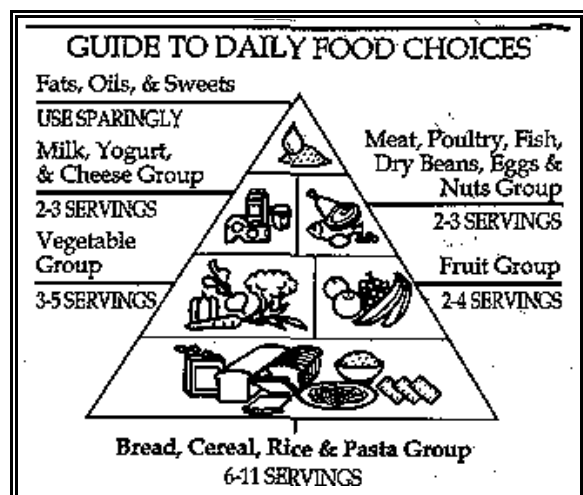 GUIDE TO DAILY FOOD CHOICES
Fats, Oils, & Sweets
USE SPARINGLY
Milk, Yogurt,
& Cheese Group
2-3 SERVINGS
Vegetable
Group
3-5 SERVINGS
Meat, Poultry, Fish,
Dry Beans, Eggs &
Nuts Group
2-3 SERVINGS
Fruit Group
2-4 SERVINGS
Bread, Cereal, Rice & Pasta Group
6-11 SERVINGS